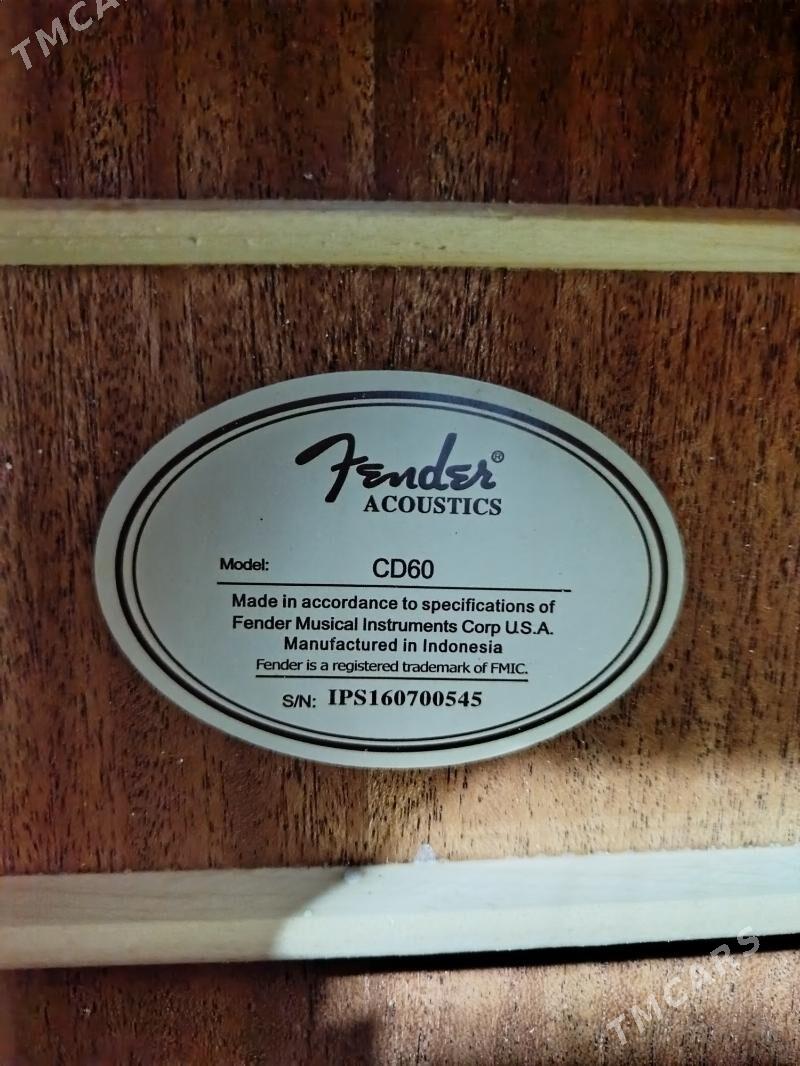 TMCARS
Fender®
ACOUSTICS
Model: CD60
Made in accordance to specifications of
Fender Musical Instruments Corp U.S.A.
Manufactured in Indonesia
Fender is a registered trademark of FMIC.
S/N: IPS160700545
TMCARS